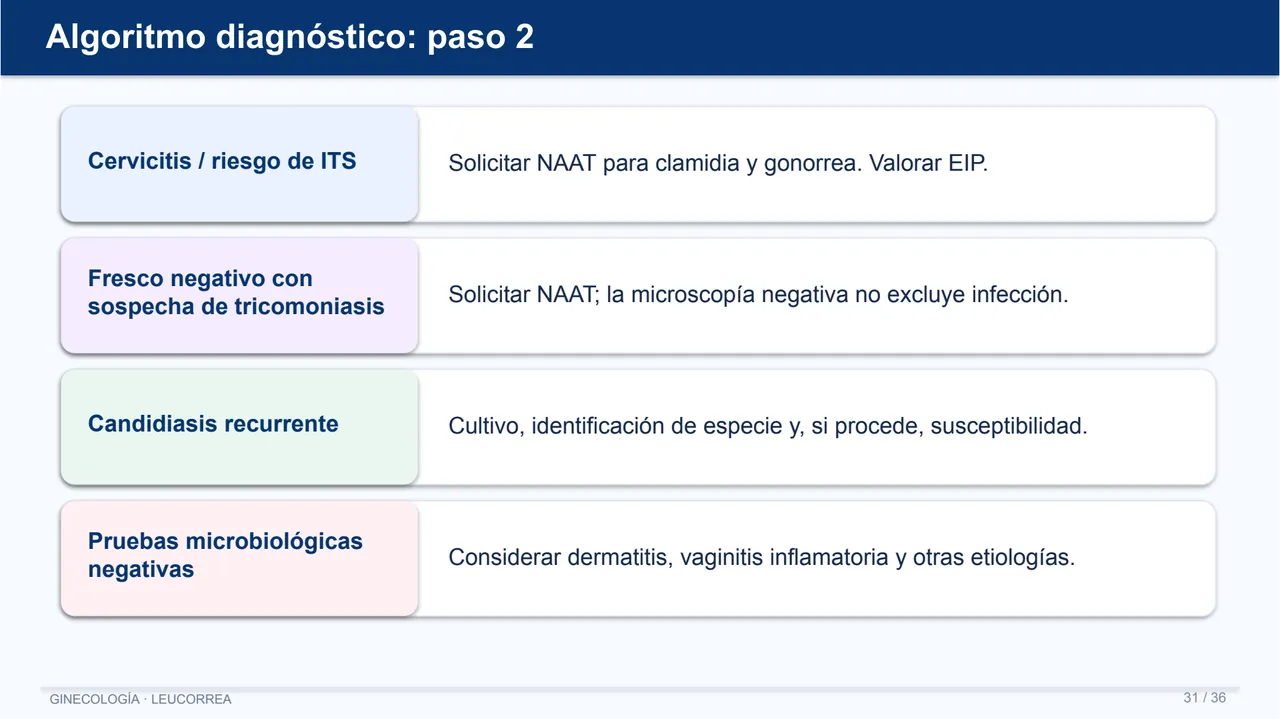 Algoritmo diagnóstico: paso 2
Cervicitis / riesgo de ITS
Solicitar NAAT para clamidia y gonorrea. Valorar EIP.
Fresco negativo con
sospecha de tricomoniasis
Solicitar NAAT; la microscopía negativa no excluye infección.
Candidiasis recurrente
Cultivo, identificación de especie y, si procede, susceptibilidad.
Pruebas microbiológicas
negativas
Considerar dermatitis, vaginitis inflamatoria y otras etiologías.
GINECOLOGÍA · LEUCORREA
31 / 36